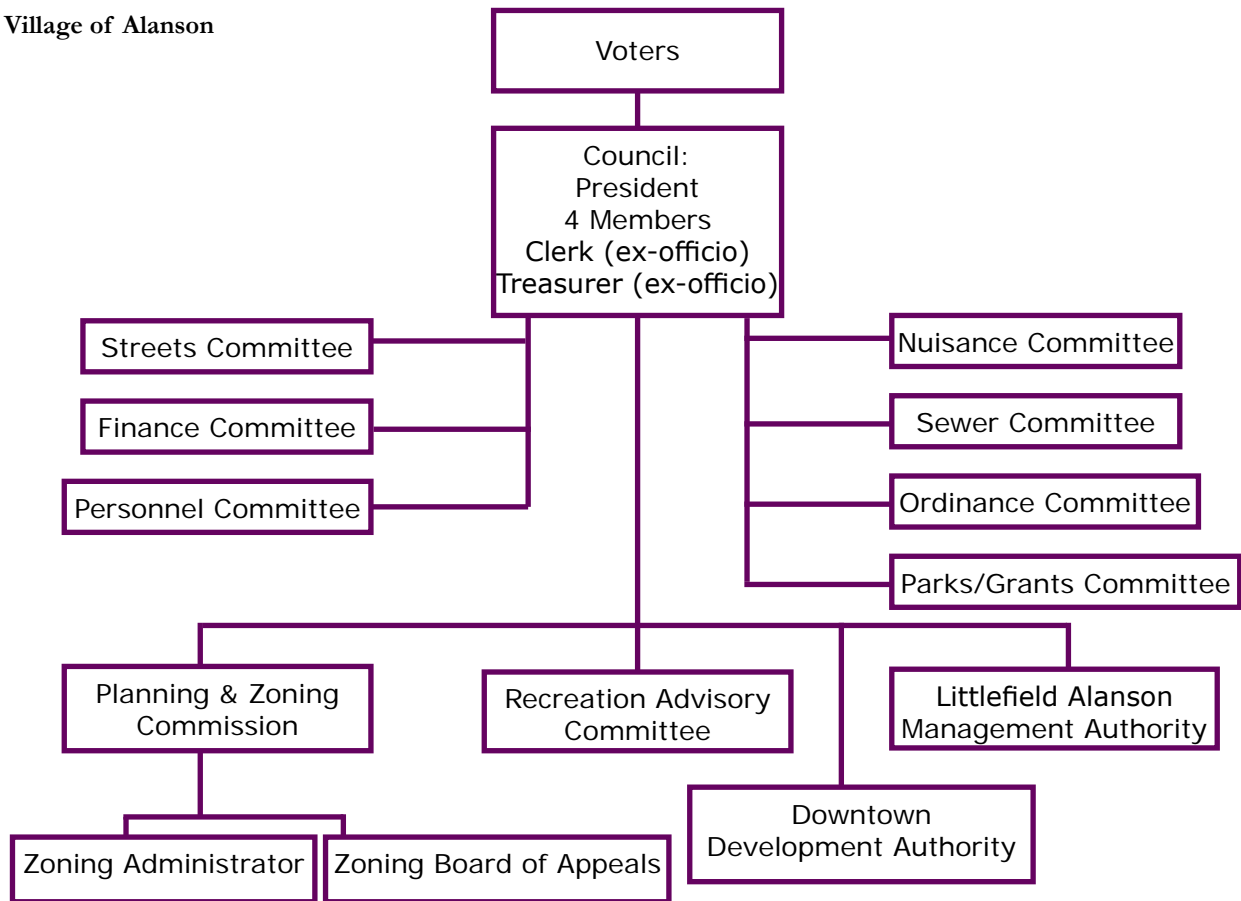 Village of Alanson
Voters
Council:
President
4 Members
Clerk (ex-officio)
Treasurer (ex-officio)
Streets Committee
Finance Committee
Personnel Committee
Nuisance Committee
Sewer Committee
Ordinance Committee
Parks/Grants Committee
Planning & Zoning
Commission
Recreation Advisory
Committee
Littlefield Alanson
Management Authority
Downtown
Development Authority
Zoning Administrator
Zoning Board of Appeals